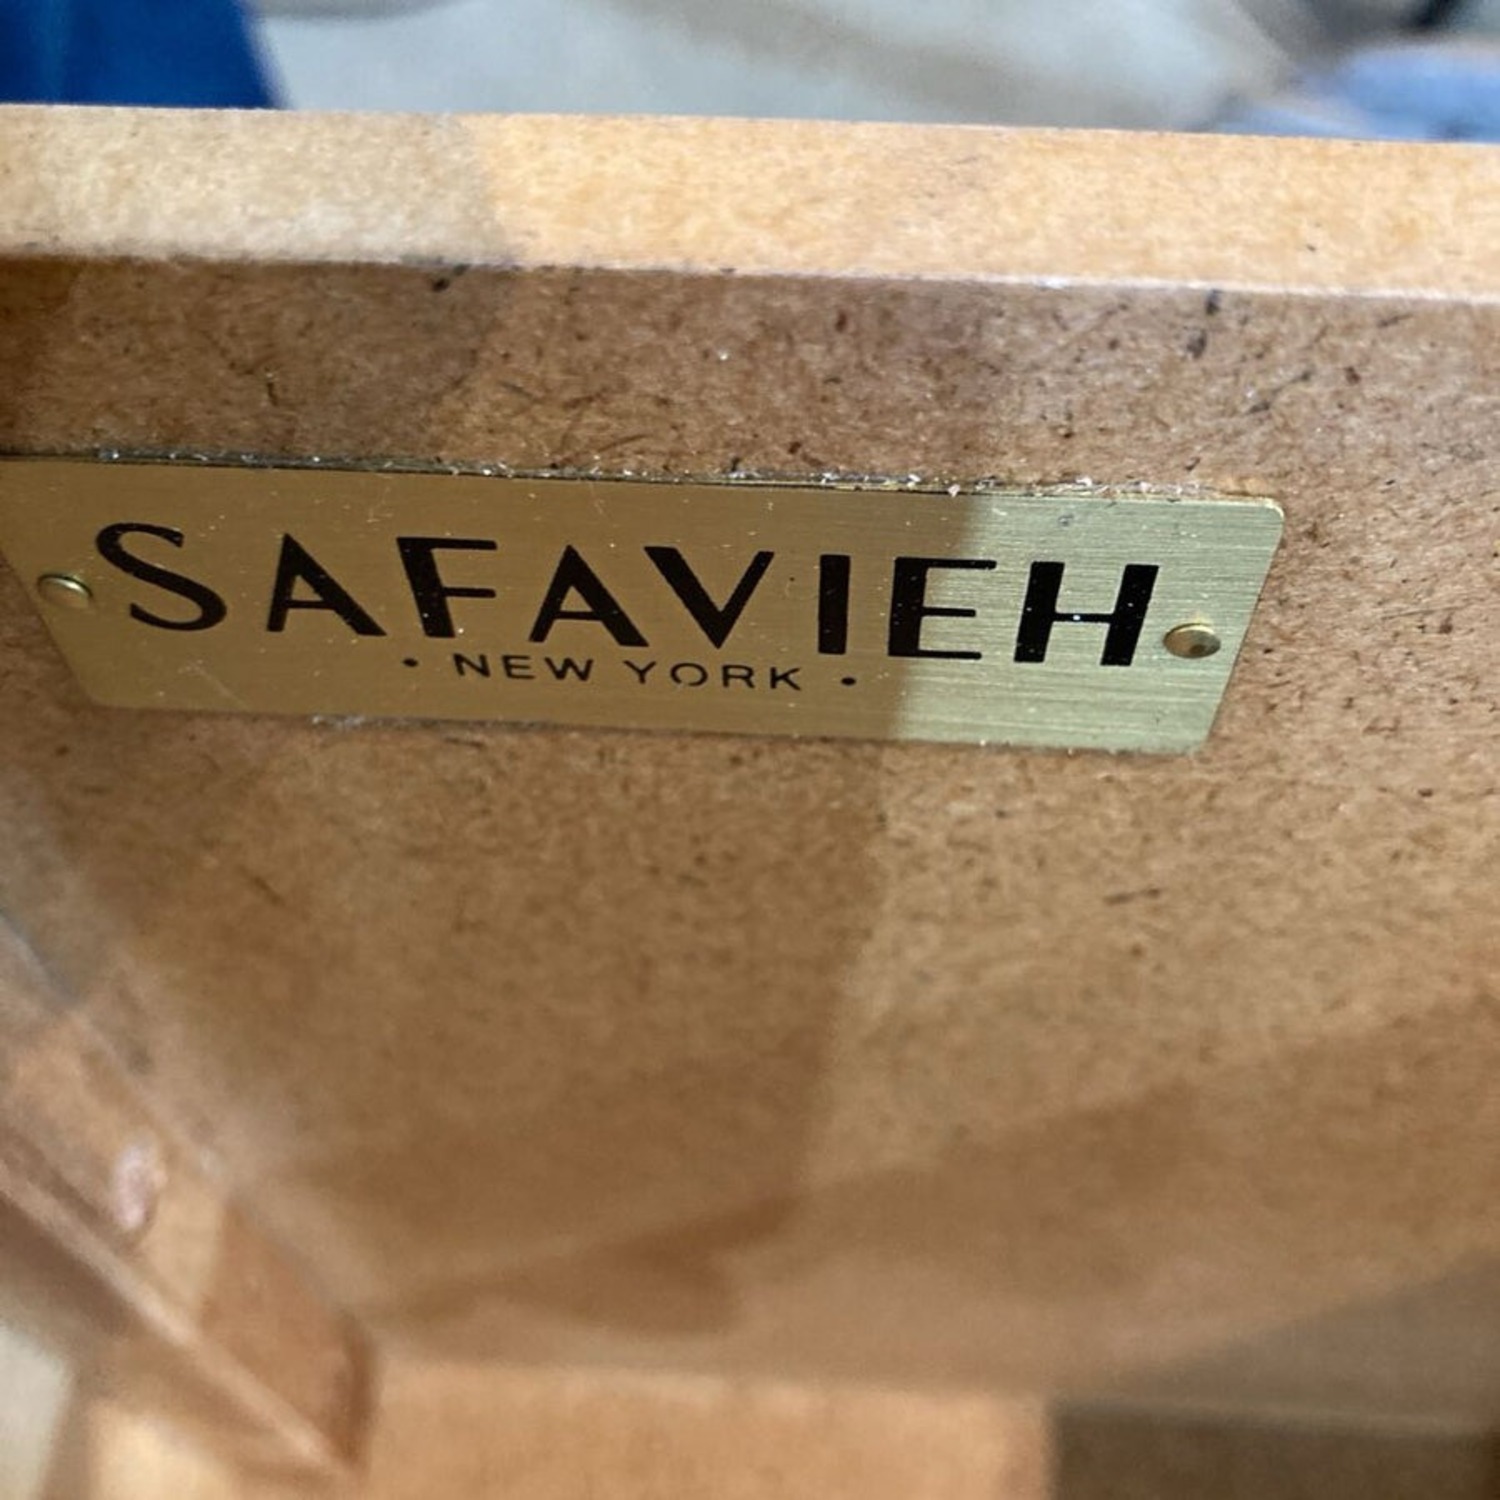 SAFAVIEH
• NEW YORK •